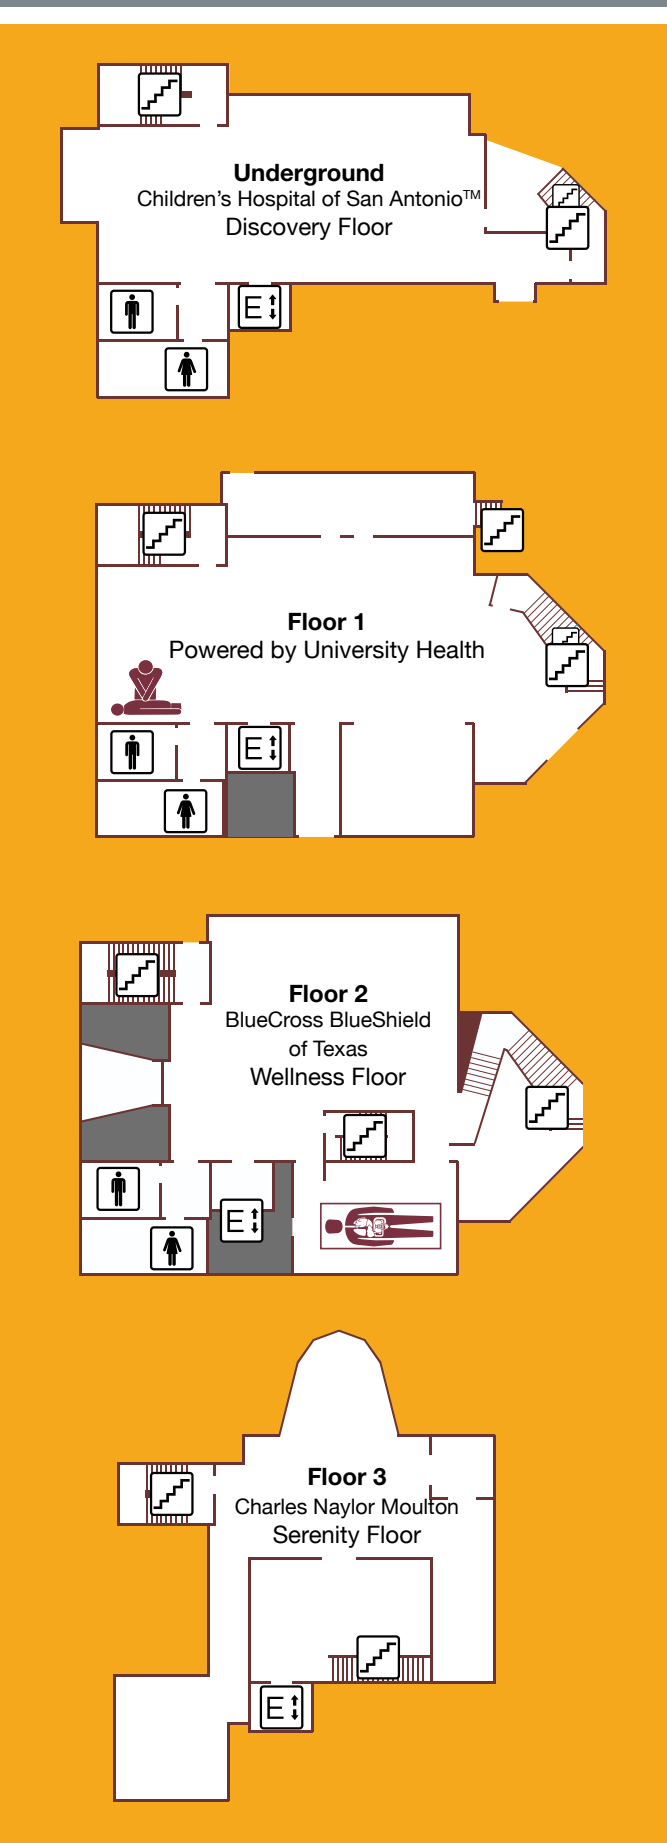 Underground
Children's Hospital of San Antonio™
Discovery Floor
E
Floor 1
Powered by University Health
E
Floor 2
BlueCross BlueShield
of Texas
Wellness Floor
E
Floor 3
Charles Naylor Moulton
Serenity Floor
E